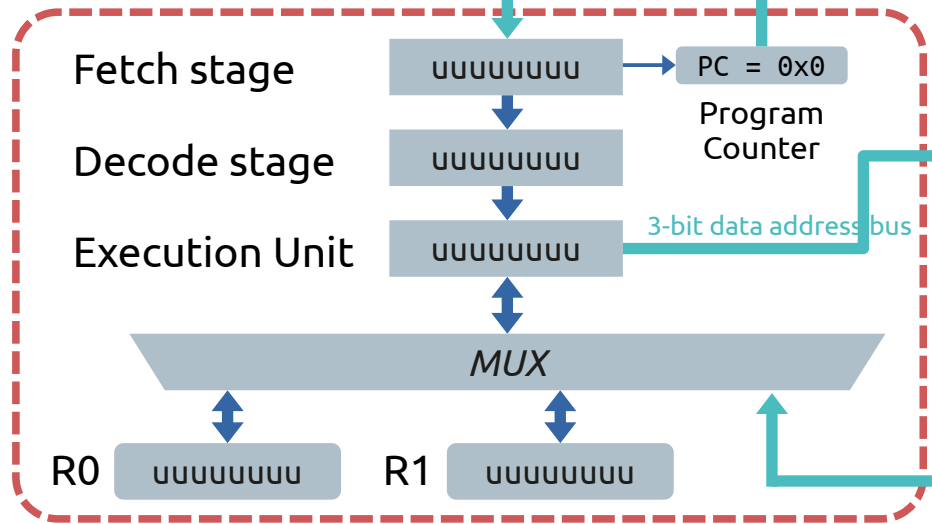 Fetch stage
uuuuuuuu
PC = 0x0
Program
Counter
Decode stage
uuuuuuuu
3-bit data address bus
Execution Unit
uuuuuuuu
MUX
R0
uuuuuuuu
R1
uuuuuuuu